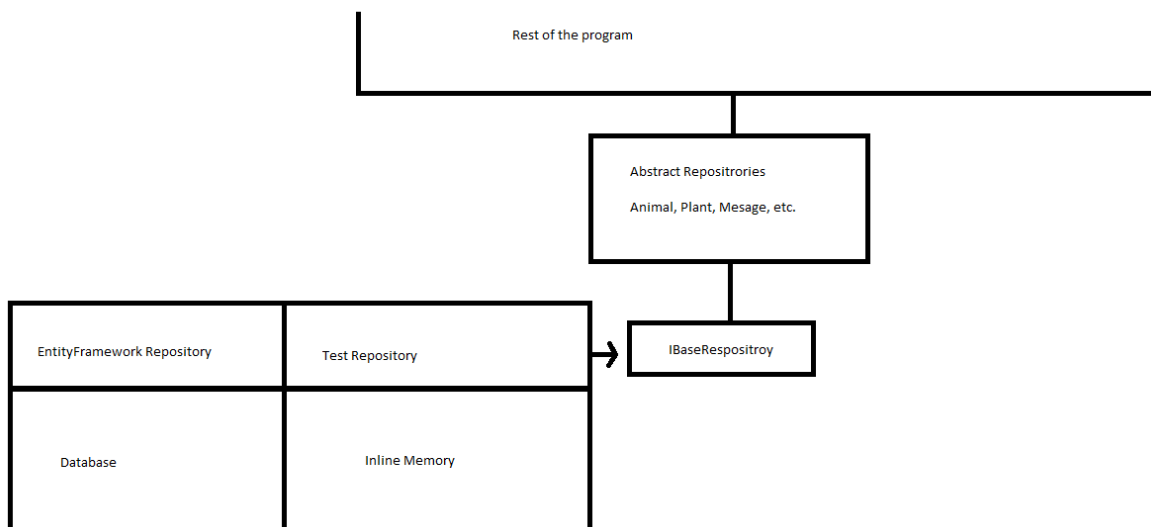 Rest of the program
Abstract Repositrories
Animal, Plant, Mesage, etc.
IBaseRespositroy
EntityFramework Repository
Test Repository
Database
Inline Memory